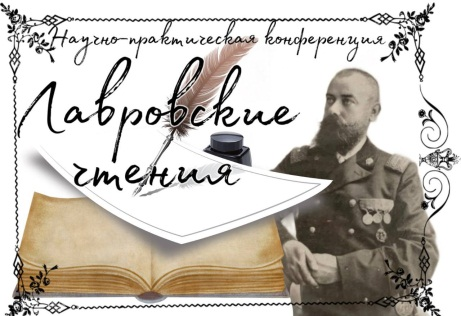 Научно-практическая конференция
Лавровские
чтения